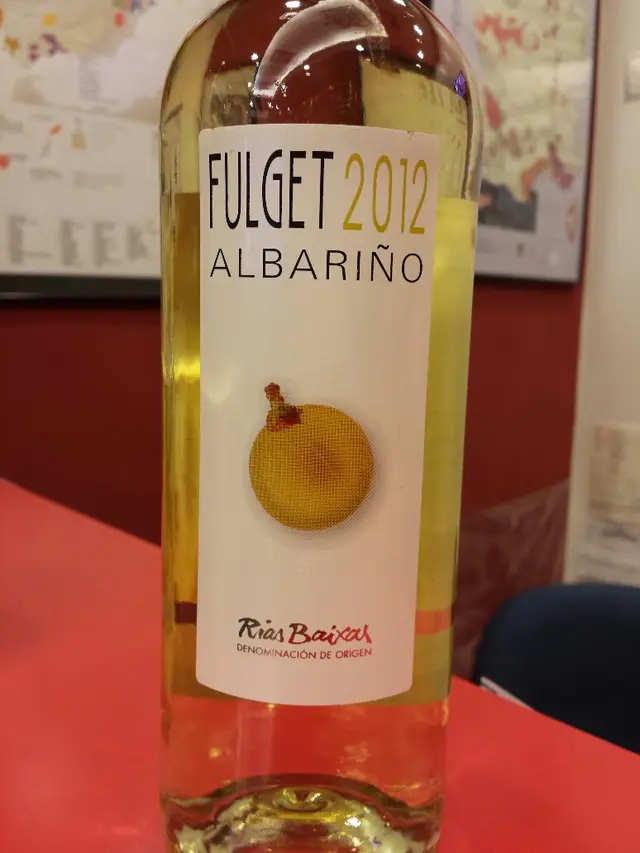 FULGET 2012
ALBARIÑO
Rias Baixas
DENOMINACIÓN DE ORIGEN